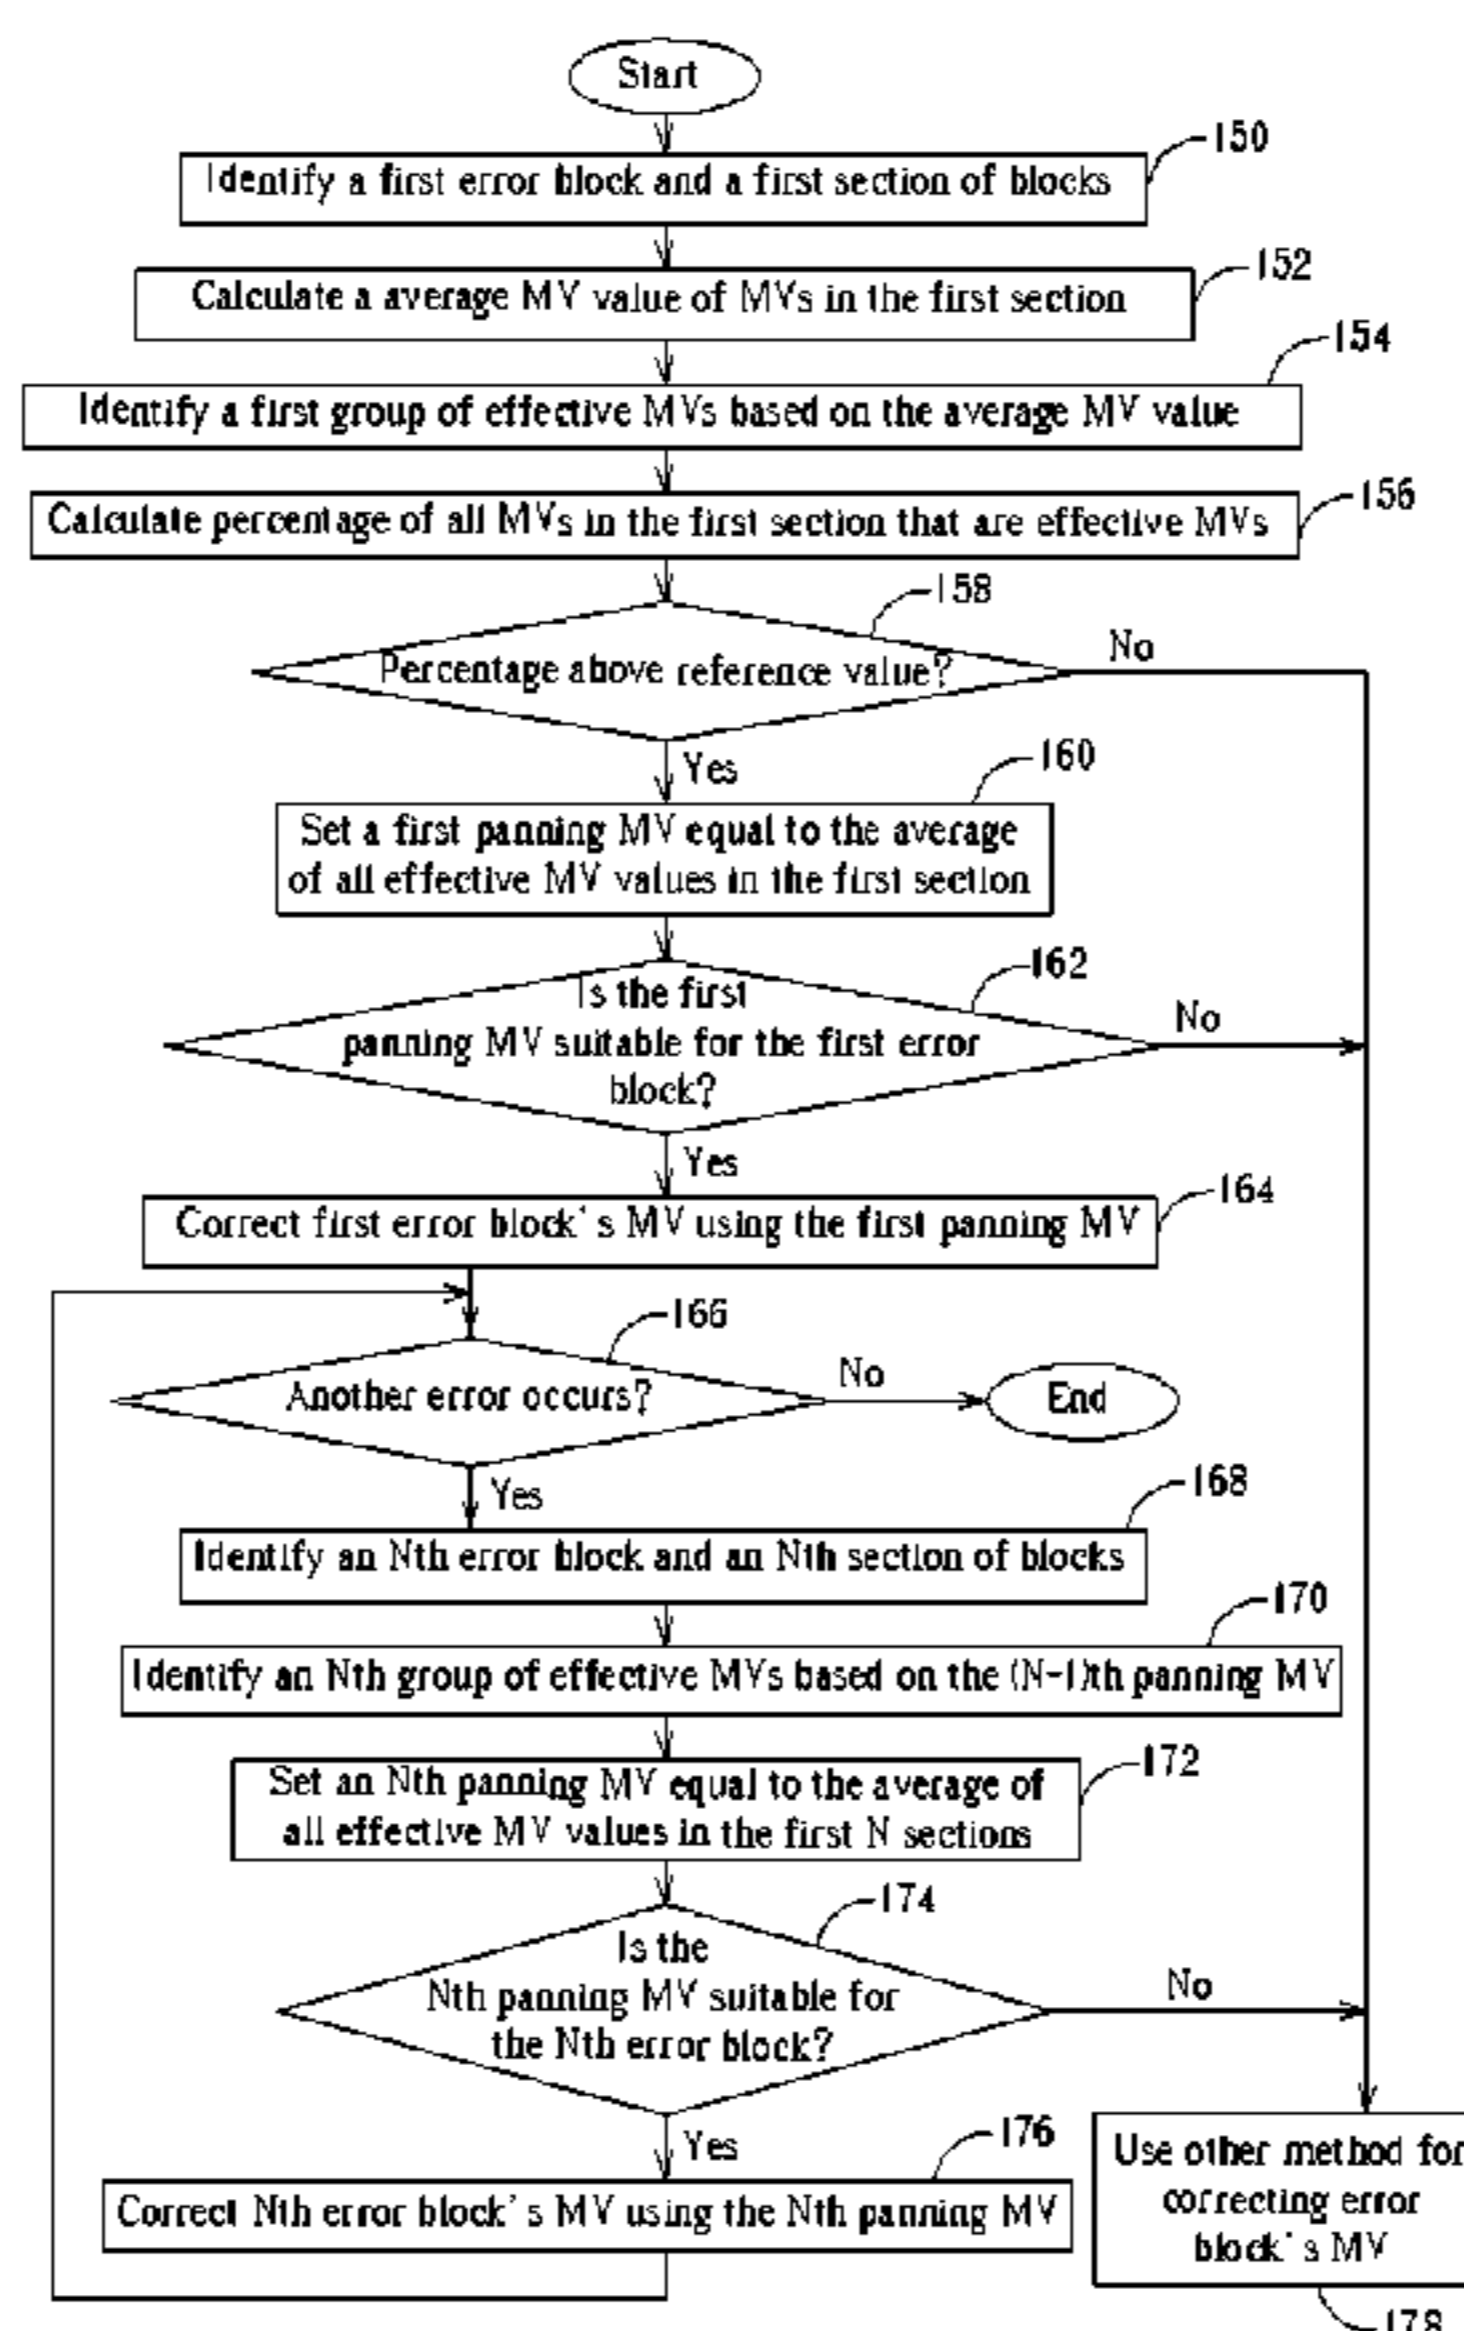 Start
150
Identify a first error block and a first section of blocks
152
Calculate a average MV value of MVs in the first section
154
Identify a first group of effective MVs based on the average MV value
156
Calculate percentage of all MVs in the first section that are effective MVs
158
Percentage above reference value?
No
Yes
160
Set a first panning MV equal to the average
of all effective MV values in the first section
162
Is the first
panning MV suitable for the first error
block?
No
Yes
164
Correct first error block's MV using the first panning MV
166
Another error occurs?
No
End
Yes
168
Identify an Nth error block and an Nth section of blocks
170
Identify an Nth group of effective MVs based on the (N-1)th panning MV
172
Set an Nth panning MV equal to the average of
all effective MV values in the first N sections
174
Is the
Nth panning MV suitable for
the Nth error block?
No
Yes
176
Correct Nth error block's MV using the Nth panning MV
Use other method for
correcting error
block's MV
178